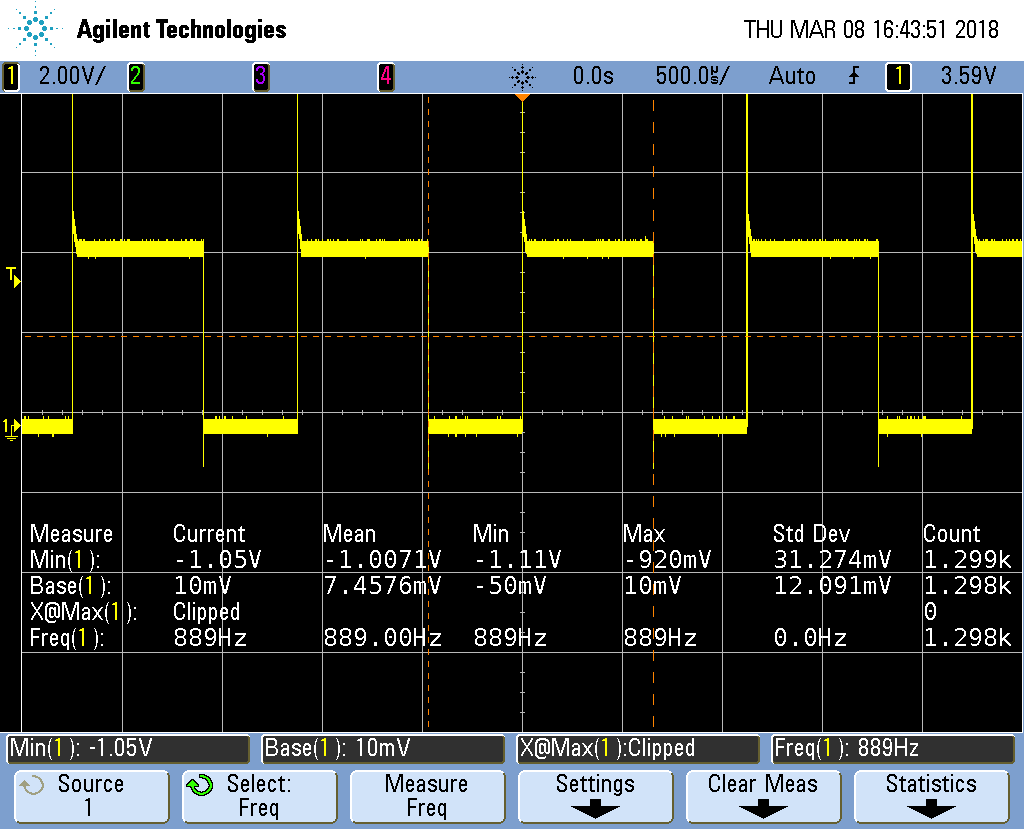 Agilent Technologies THU MAR 08 16:43:51 2018
1 2.00V/ 2 3 4 0.0s 500.0㎲/ Auto 1 3.59V
T
1
Measure Current Mean Min Max Std Dev Count
Min(1): -1.05V -1.0071V -1.11V -920mV 31.274mV 1.299k
Base(1): 10mV 7.4576mV -50mV 10mV 12.091mV 1.298k
X@Max(1): Clipped 0
Freq(1): 889Hz 889.00Hz 889Hz 889Hz 0.0Hz 1.298k
Min(1): -1.05V Base(1): 10mV X@Max(1):Clipped Freq(1): 889Hz
Source Select: Measure Settings Clear Meas Statistics
1 Freq Freq